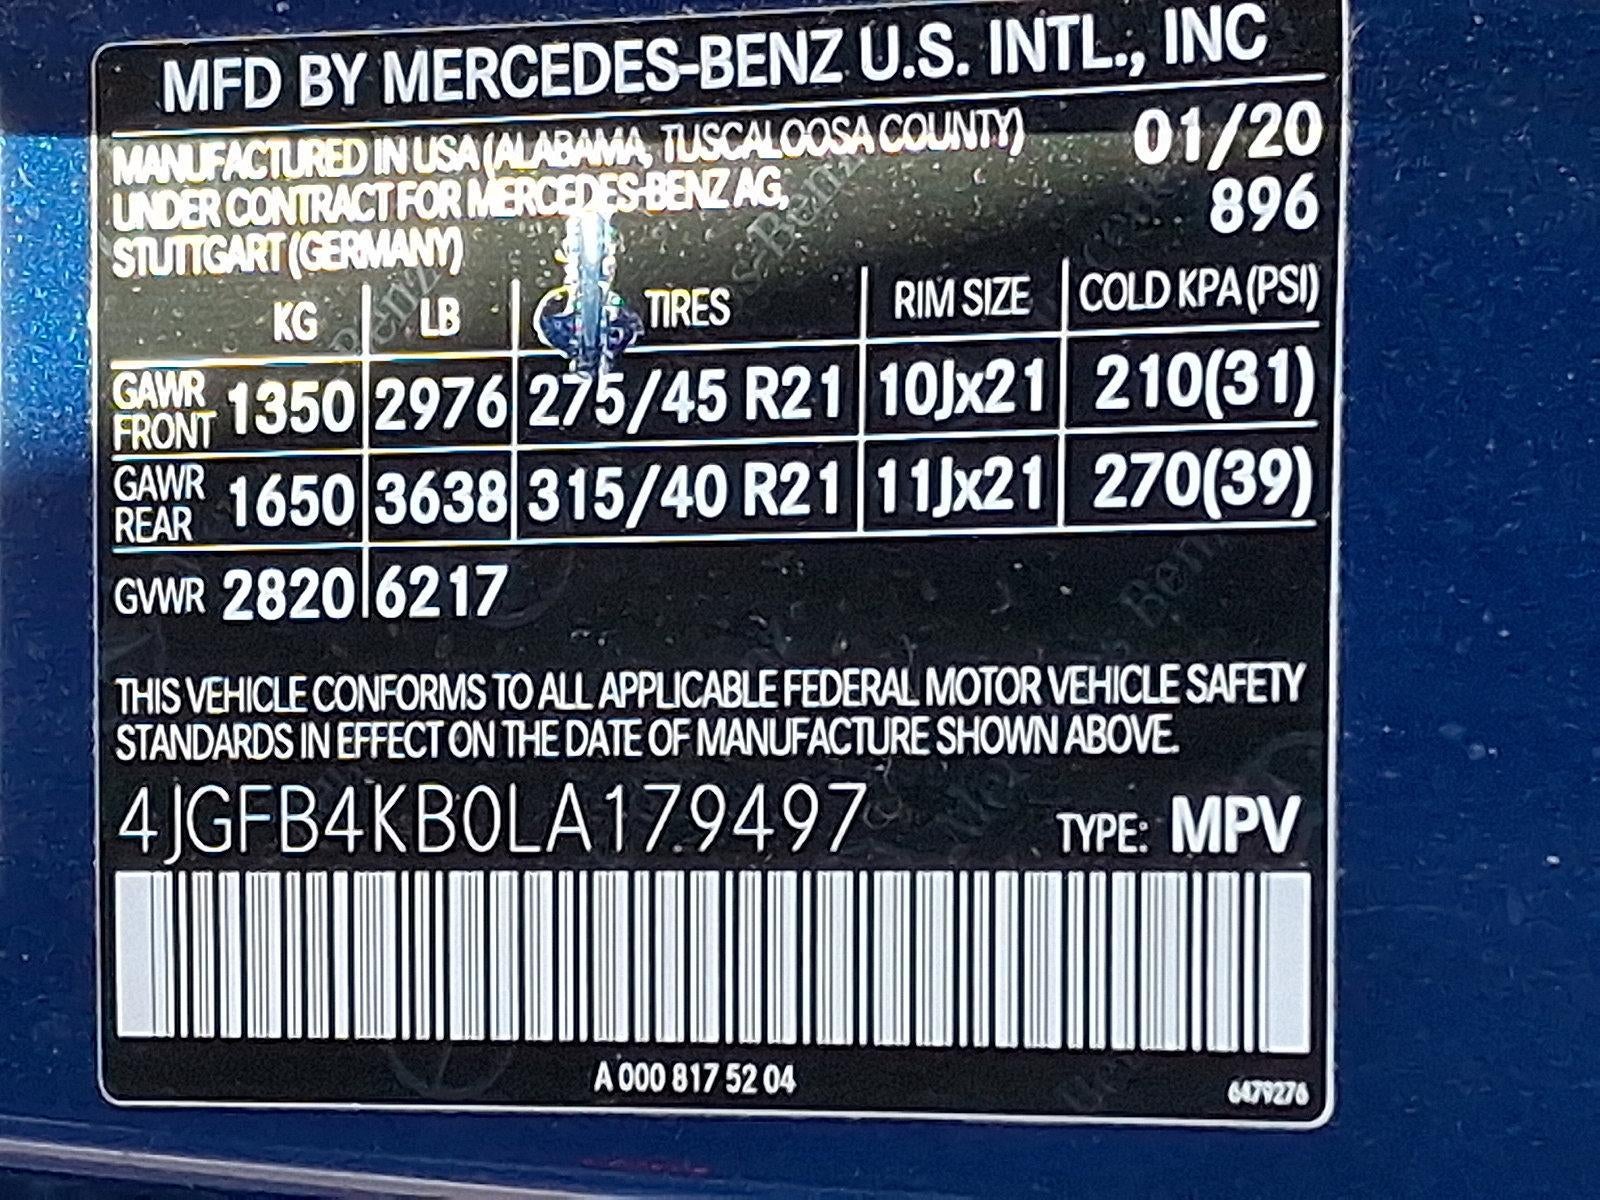 MFD BY MERCEDES-BENZ U.S. INTL., INC
MANUFACTURED IN USA (ALABAMA, TUSCALOOSA COUNTY) 01/20
UNDER CONTRACT FOR MERCEDES-BENZ AG, 896
STUTTGART (GERMANY)
KG LB TIRES RIM SIZE COLD KPA (PSI)
GAWR FRONT 1350 2976 275/45 R21 10Jx21 210(31)
GAWR REAR 1650 3638 315/40 R21 11Jx21 270(39)
GVWR 2820 6217
THIS VEHICLE CONFORMS TO ALL APPLICABLE FEDERAL MOTOR VEHICLE SAFETY
STANDARDS IN EFFECT ON THE DATE OF MANUFACTURE SHOWN ABOVE.
4JGFB4KB0LA179497 TYPE: MPV
A 000 817 52 04
6479276